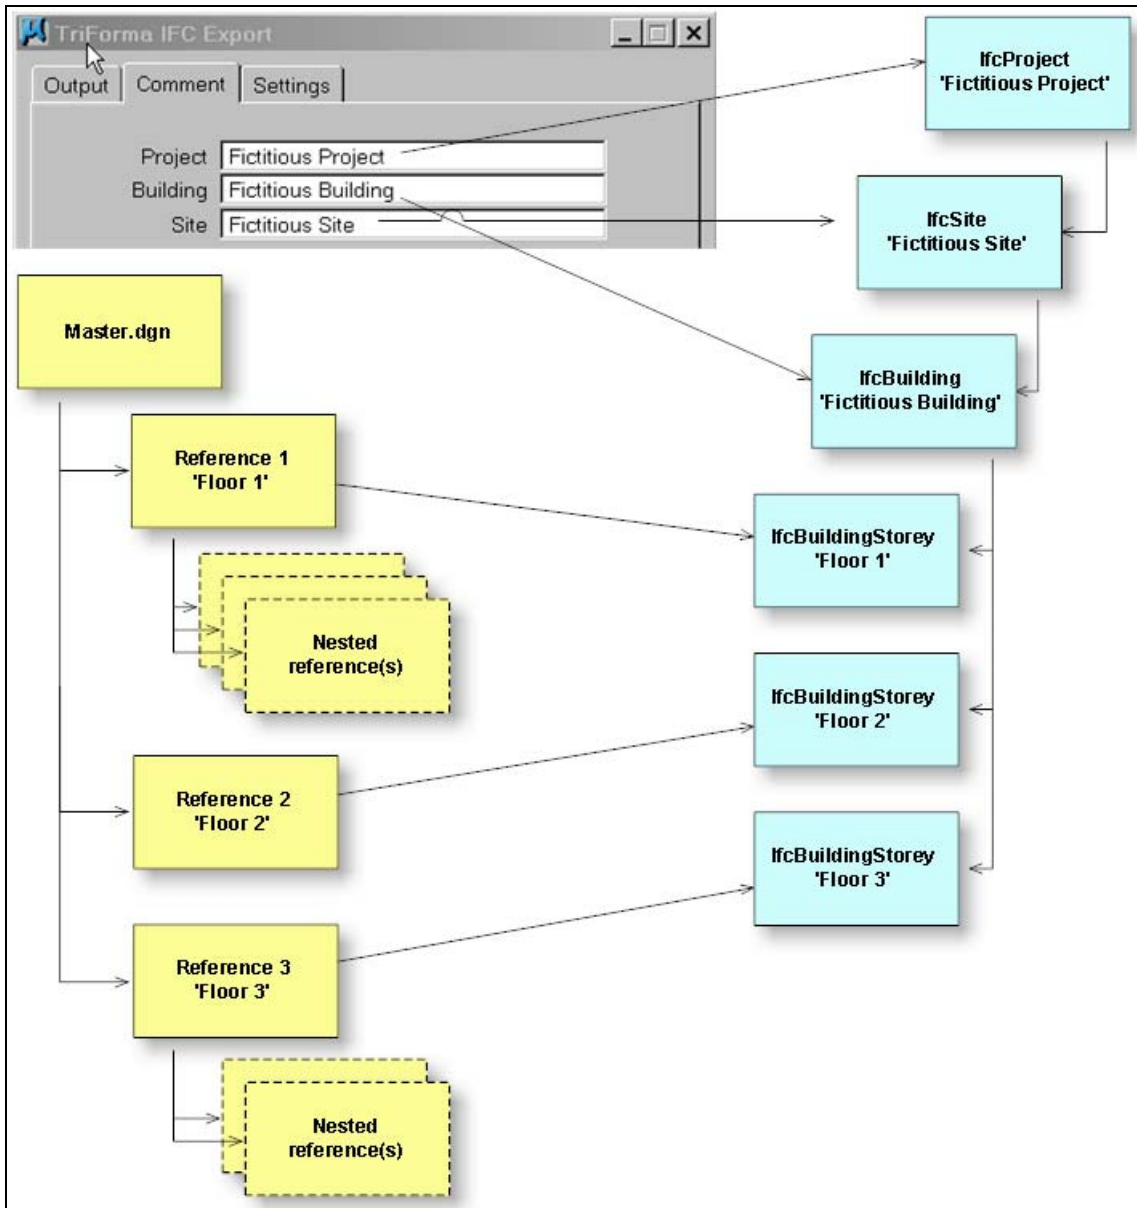 TriForma IFC Export
Output Comment Settings
Project Fictitious Project
Building Fictitious Building
Site Fictitious Site
IfcProject
'Fictitious Project'
IfcSite
'Fictitious Site'
IfcBuilding
'Fictitious Building'
Master.dgn
Reference 1
'Floor 1'
Nested
reference(s)
Reference 2
'Floor 2'
Reference 3
'Floor 3'
Nested
reference(s)
IfcBuildingStorey
'Floor 1'
IfcBuildingStorey
'Floor 2'
IfcBuildingStorey
'Floor 3'